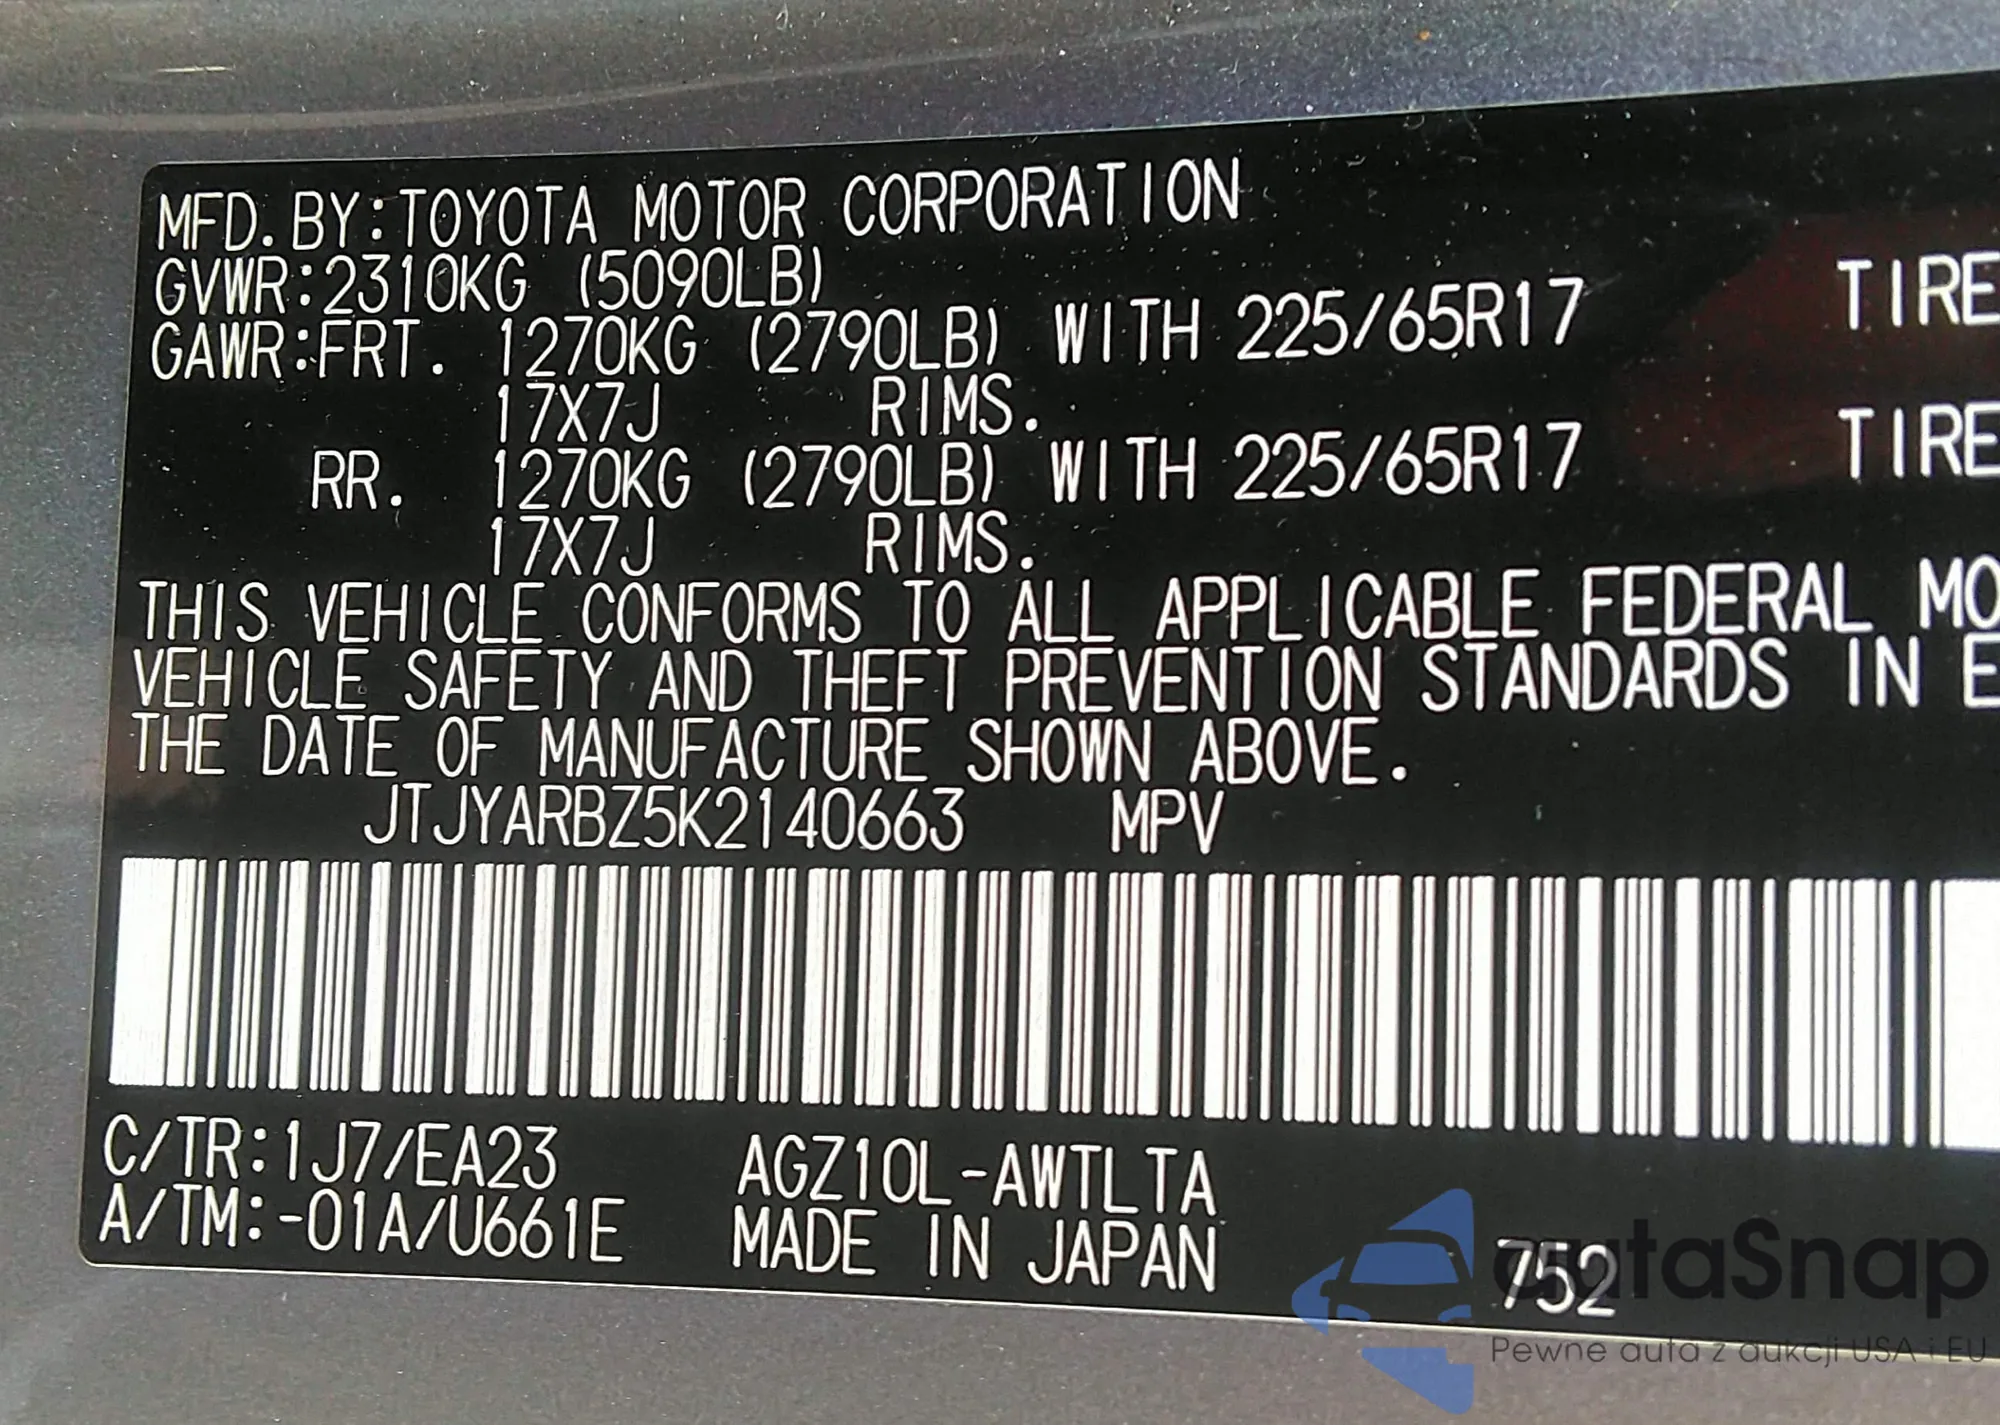 MFD. BY:TOYOTA MOTOR CORPORATION
GVWR:2310KG (5090LB)
GAWR:FRT. 1270KG (2790LB) WITH 225/65R17 TIRE
17X7J RIMS.
RR. 1270KG (2790LB) WITH 225/65R17 TIRE
17X7J RIMS.
THIS VEHICLE CONFORMS TO ALL APPLICABLE FEDERAL MO
VEHICLE SAFETY AND THEFT PREVENTION STANDARDS IN E
THE DATE OF MANUFACTURE SHOWN ABOVE.
JTJYARBZ5K2140663 MPV
C/TR:1J7/EA23 AGZ10L-AWTLTA
A/TM:-01A/U661E MADE IN JAPAN 752
autaSnap
Pewne auta z aukcji USA i EU